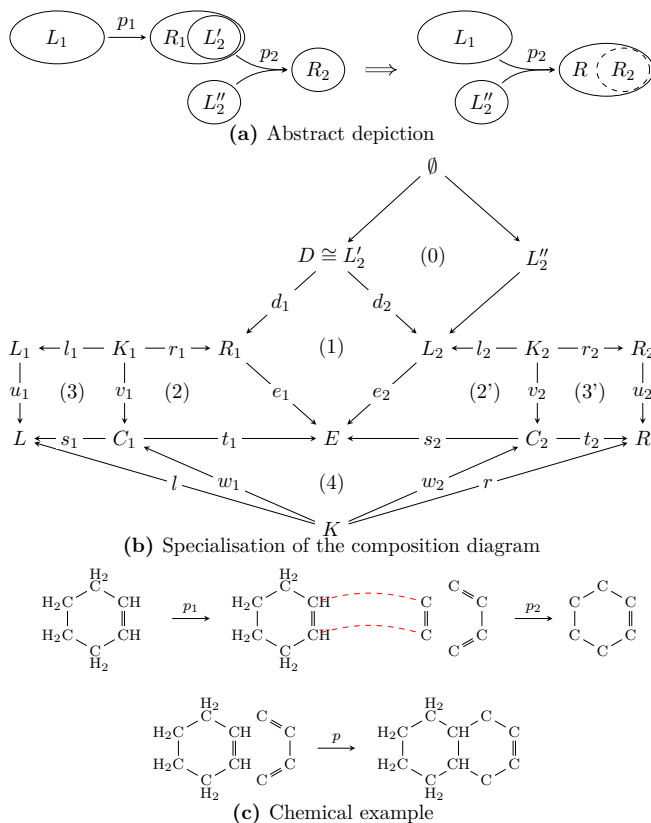 L₁ p₁ R₁ L′₂ p₂ R₂ ⟹ L₁ p₂ R R₂
L″₂ L″₂
(a) Abstract depiction
∅
D ≅ L′₂ (0) L″₂
d₁ d₂
L₁ l₁ K₁ r₁ R₁ (1) L₂ l₂ K₂ r₂ R₂
u₁ (3) v₁ (2) e₁ e₂ (2') v₂ (3') u₂
L s₁ C₁ t₁ E s₂ C₂ t₂ R
l w₁ (4) w₂ r
K
(b) Specialisation of the composition diagram
H₂ H₂
C C C
H₂C CH p₁ H₂C CH C C p₂ C C
H₂C CH H₂C CH C C C C
C C C C
H₂ H₂
H₂ H₂
C C C C
H₂C CH C p H₂C CH C
H₂C CH C H₂C CH C
C C C C
H₂ H₂
(c) Chemical example